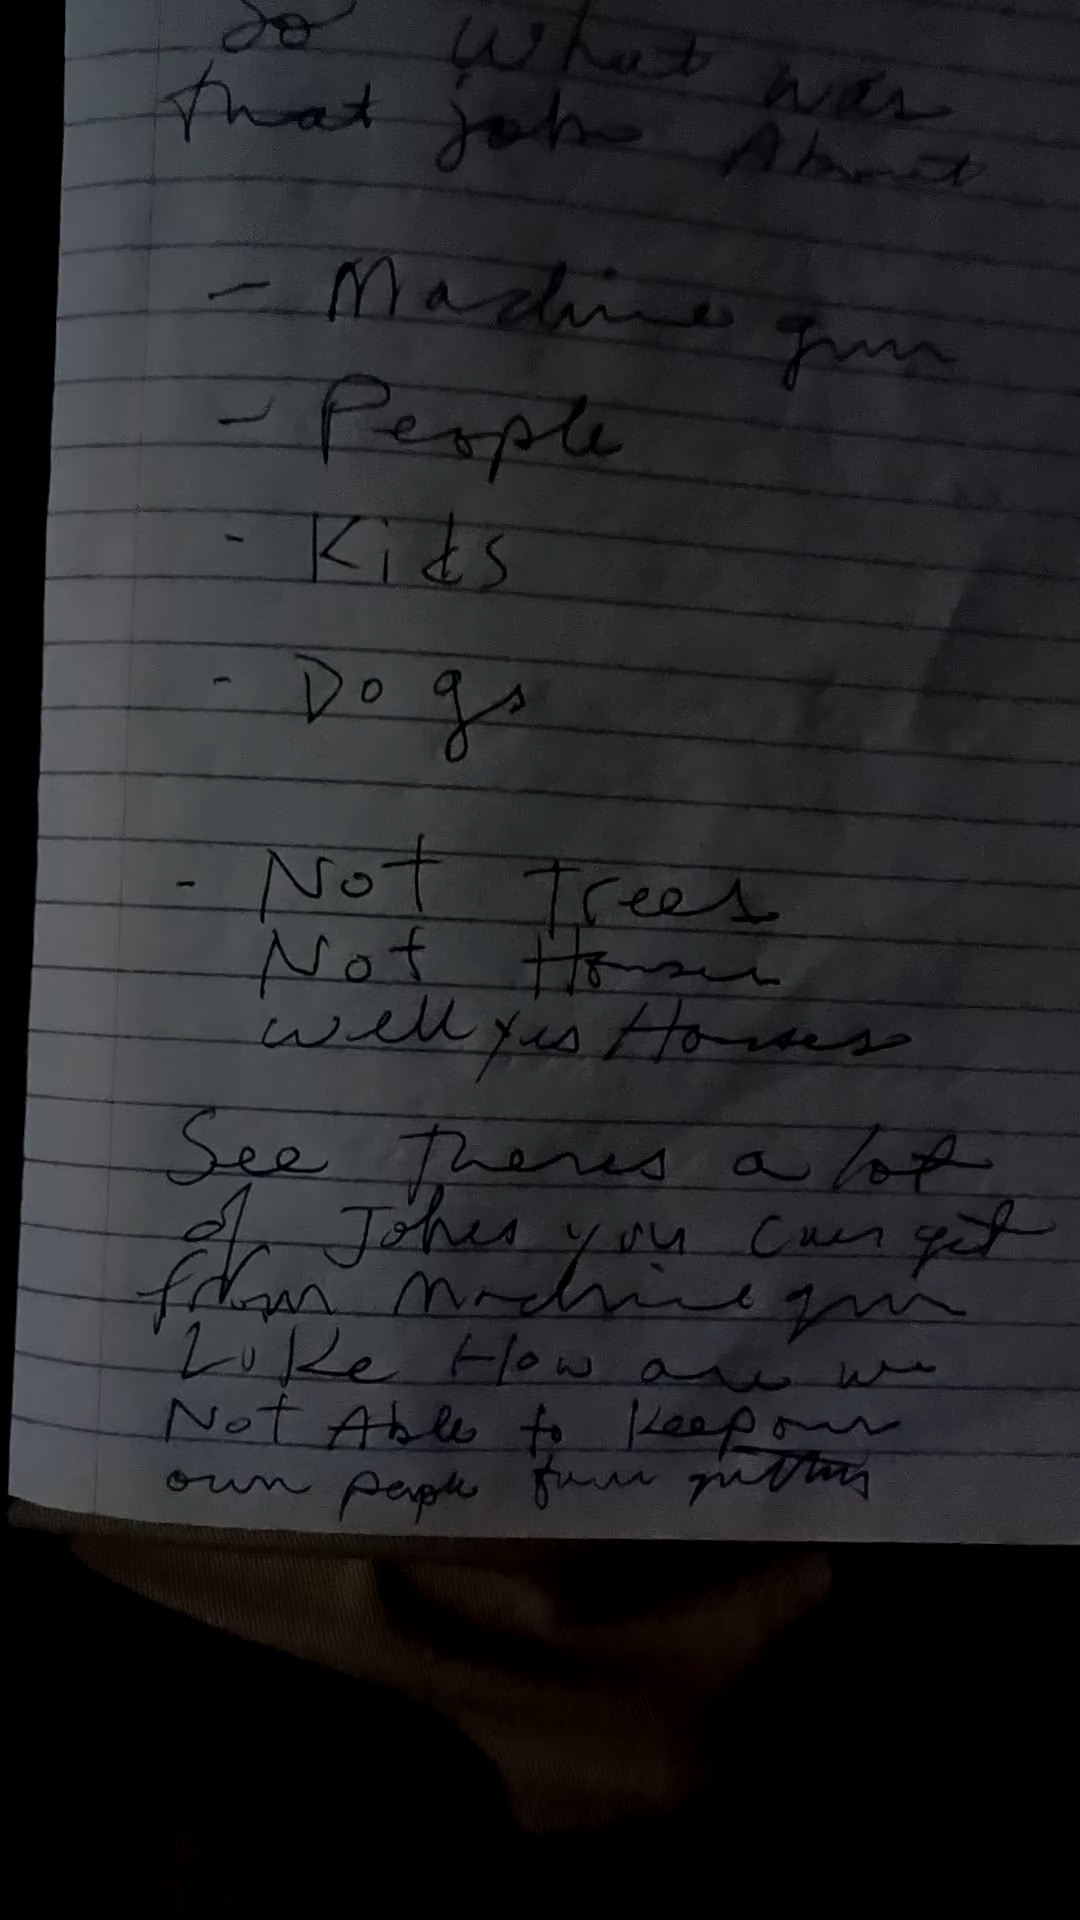 So what was
that joke About
- Machine gun
- People
- Kids
- Dogs
- Not Trees
Not Houses
well yes Houses
See theres a lot
of Jokes you can get
from machine gun
Like How are we
Not Able to keep our
own people from getting